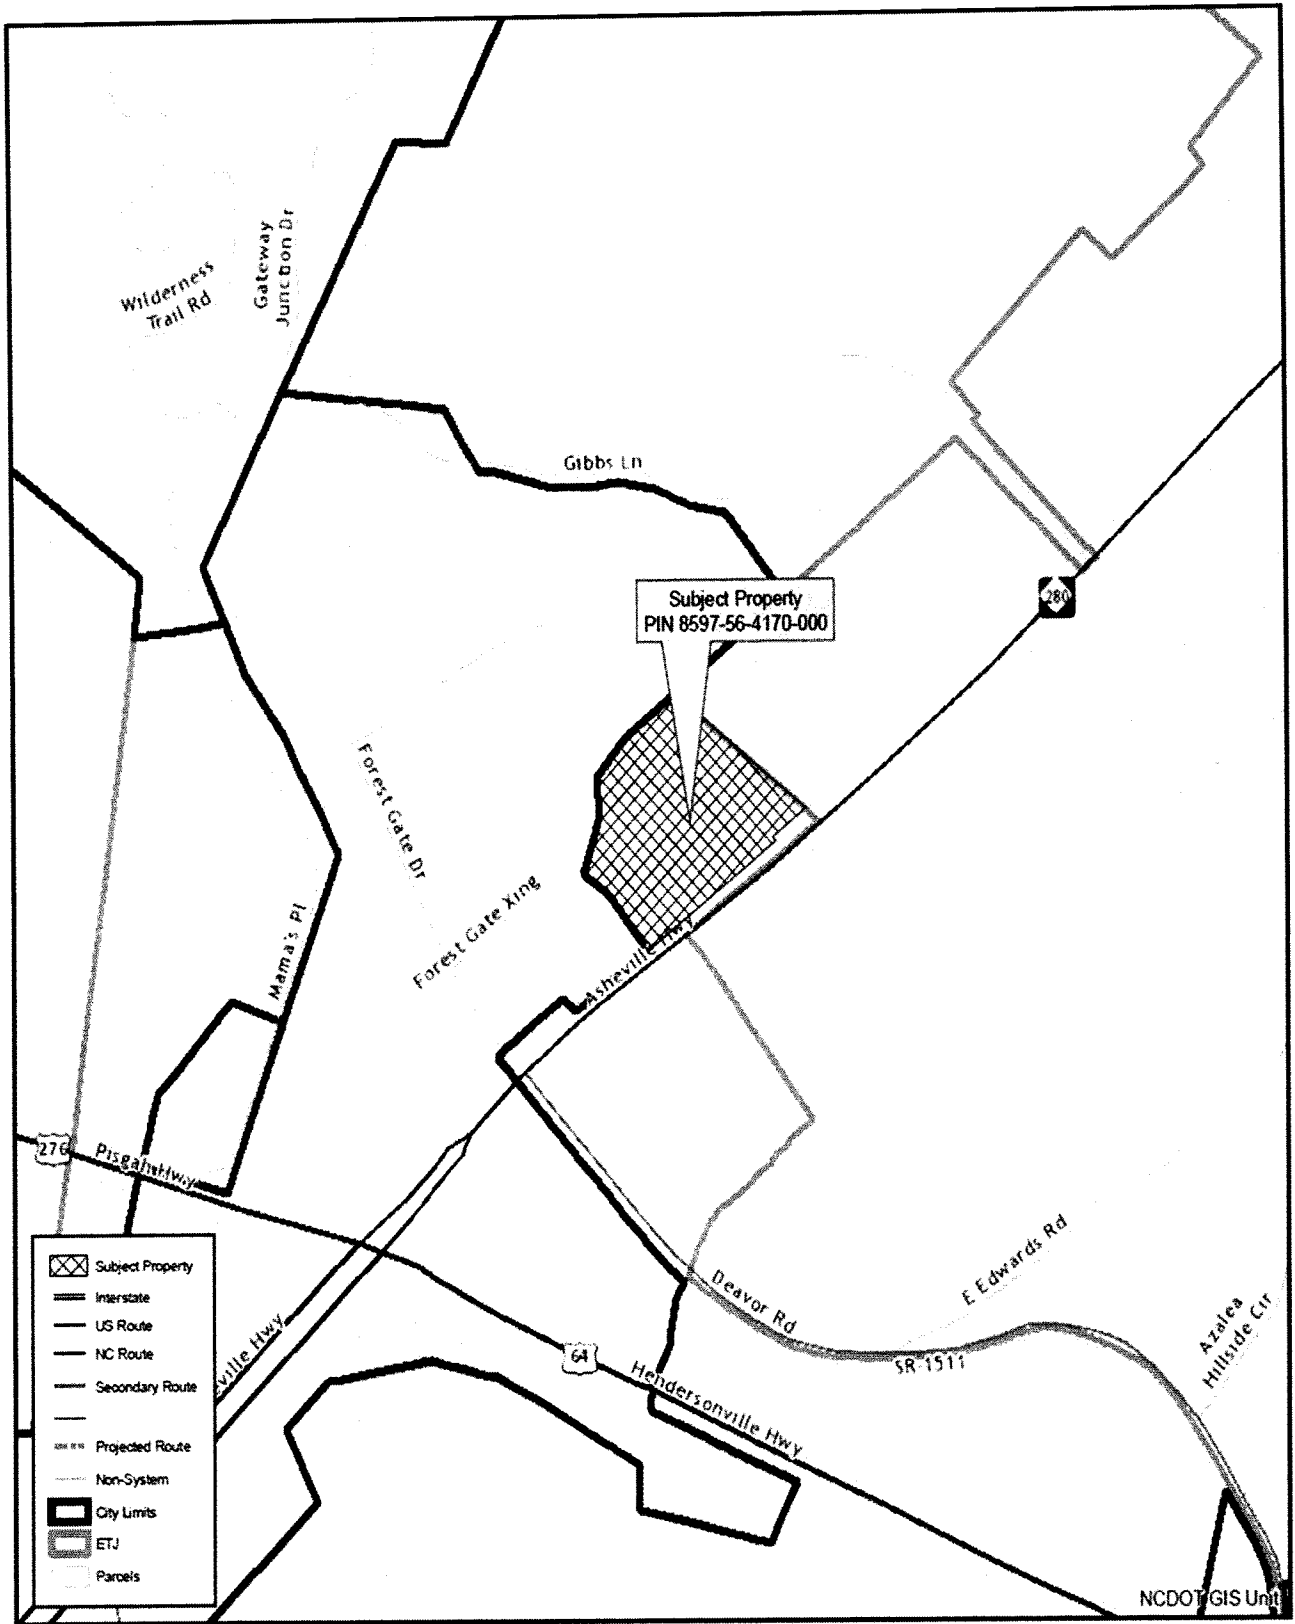 Wilderness
Trail Rd
Gateway
Junction Dr
Gibbs Ln
280
Subject Property
PIN 8597-56-4170-000
Forest Gate Dr
Forest Gate Xing
Mama's Pl
Asheville Hwy
276
Pisgah Hwy
eville Hwy
64
Hendersonville Hwy
Deavor Rd
SR 1511
E Edwards Rd
Azalea
Hillside Cir
Subject Property
Interstate
US Route
NC Route
Secondary Route
Projected Route
Non-System
City Limits
ETJ
Parcels
NCDOT GIS Unit